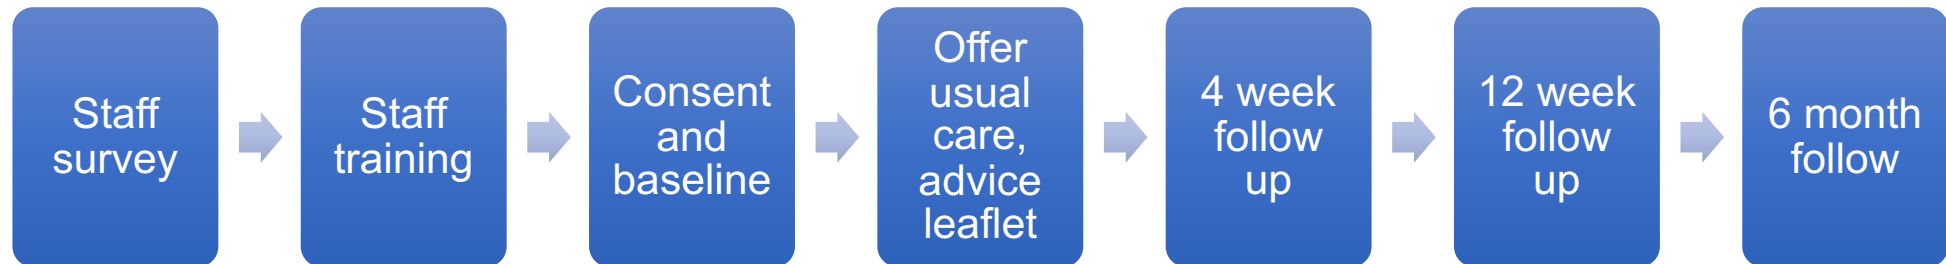 Staff
survey
Staff
training
Consent
and
baseline
Offer
usual
care,
advice
leaflet
4 week
follow
up
12 week
follow
up
6 month
follow